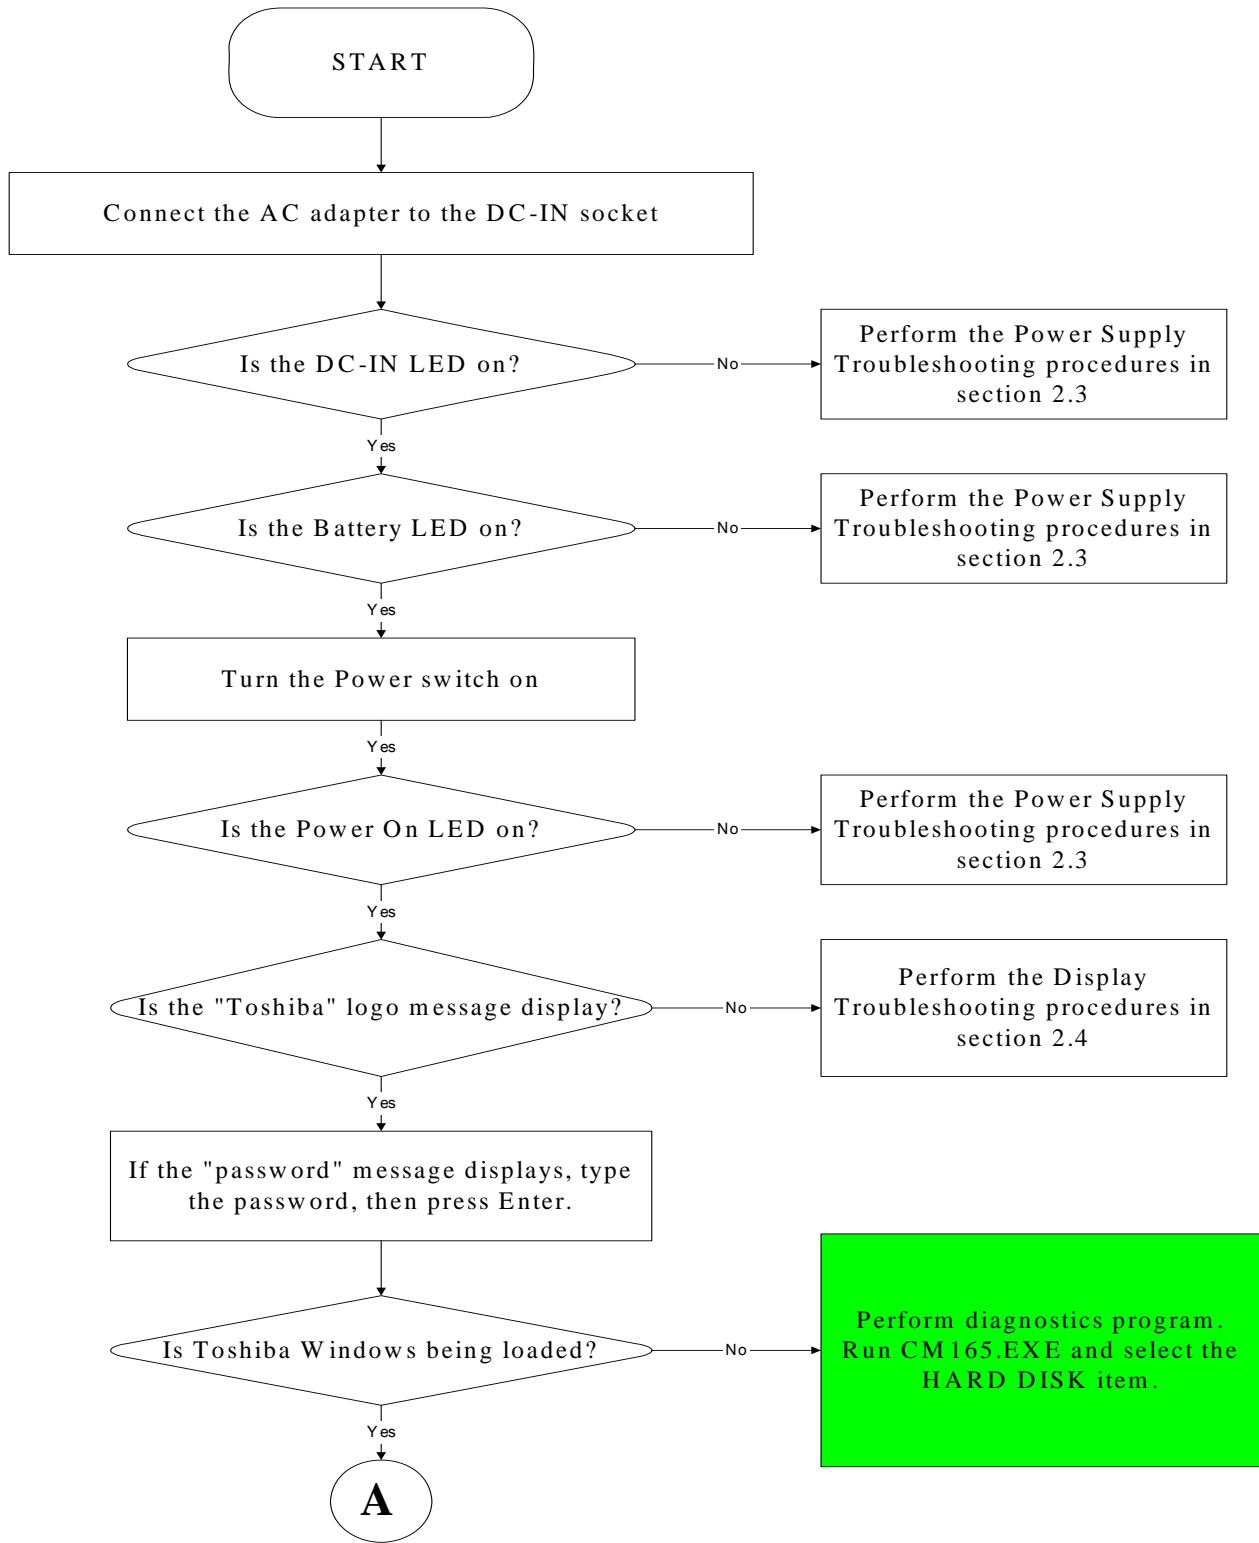 START
Connect the AC adapter to the DC-IN socket
Is the DC-IN LED on?
No
Perform the Power Supply
Troubleshooting procedures in
section 2.3
Yes
Is the Battery LED on?
No
Perform the Power Supply
Troubleshooting procedures in
section 2.3
Yes
Turn the Power switch on
Yes
Is the Power On LED on?
No
Perform the Power Supply
Troubleshooting procedures in
section 2.3
Yes
Is the "Toshiba" logo message display?
No
Perform the Display
Troubleshooting procedures in
section 2.4
Yes
If the "password" message displays, type
the password, then press Enter.
Is Toshiba Windows being loaded?
No
Perform diagnostics program.
Run CM165.EXE and select the
HARD DISK item.
Yes
A